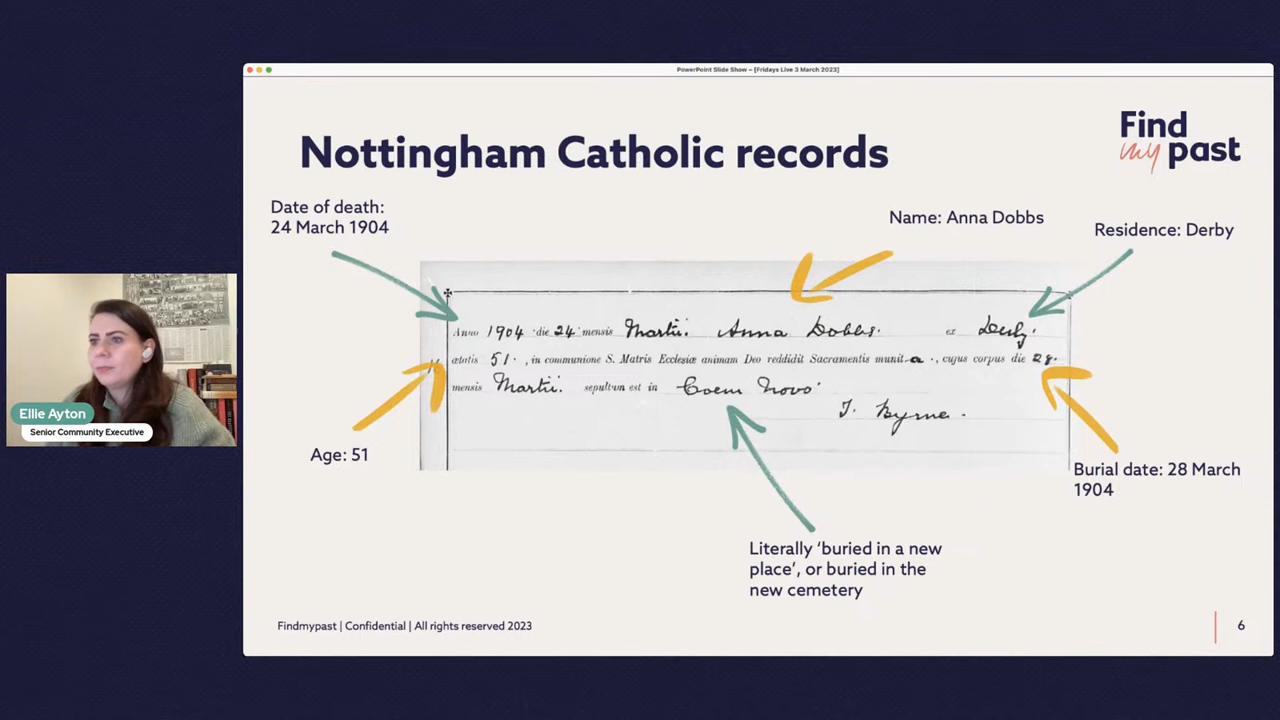 PowerPoint Slide Show – [Fridays Live 3 March 2023]
Nottingham Catholic records
Find
my past
Date of death:
24 March 1904
Name: Anna Dobbs
Residence: Derby
Anno 1904 die 24 mensis Martii. Anna Dobbs. ex Derby.
ætatis 51. , in communione S. Matris Ecclesiæ animam Deo reddidit Sacramentis munit a ., cujus corpus die 28.
mensis Martii. sepultum est in Coem Novo
J. Byrne.
Age: 51
Burial date: 28 March
1904
Literally ‘buried in a new
place’, or buried in the
new cemetery
Ellie Ayton
Senior Community Executive
Findmypast | Confidential | All rights reserved 2023
6